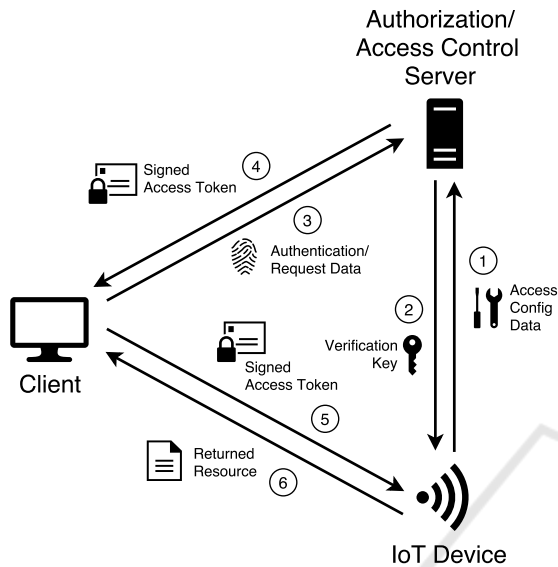 Authorization/
Access Control
Server
4
Signed
Access Token
3
Authentication/
Request Data
1
Access
Config
Data
2
Verification
Key
Client
Signed
Access Token
5
Returned
Resource
6
IoT Device